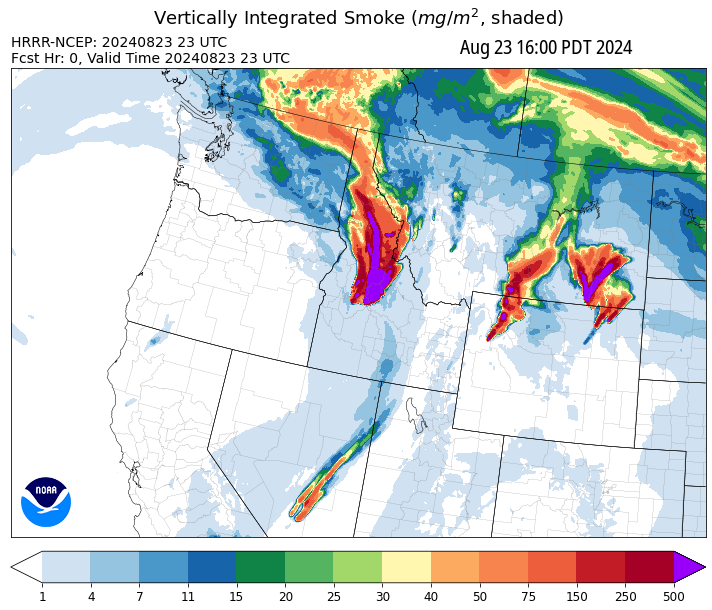 Vertically Integrated Smoke (mg/m², shaded)
HRRR-NCEP: 20240823 23 UTC
Fcst Hr: 0, Valid Time 20240823 23 UTC
Aug 23 16:00 PDT 2024
NOAA
1 4 7 11 15 20 25 30 40 50 75 150 250 500